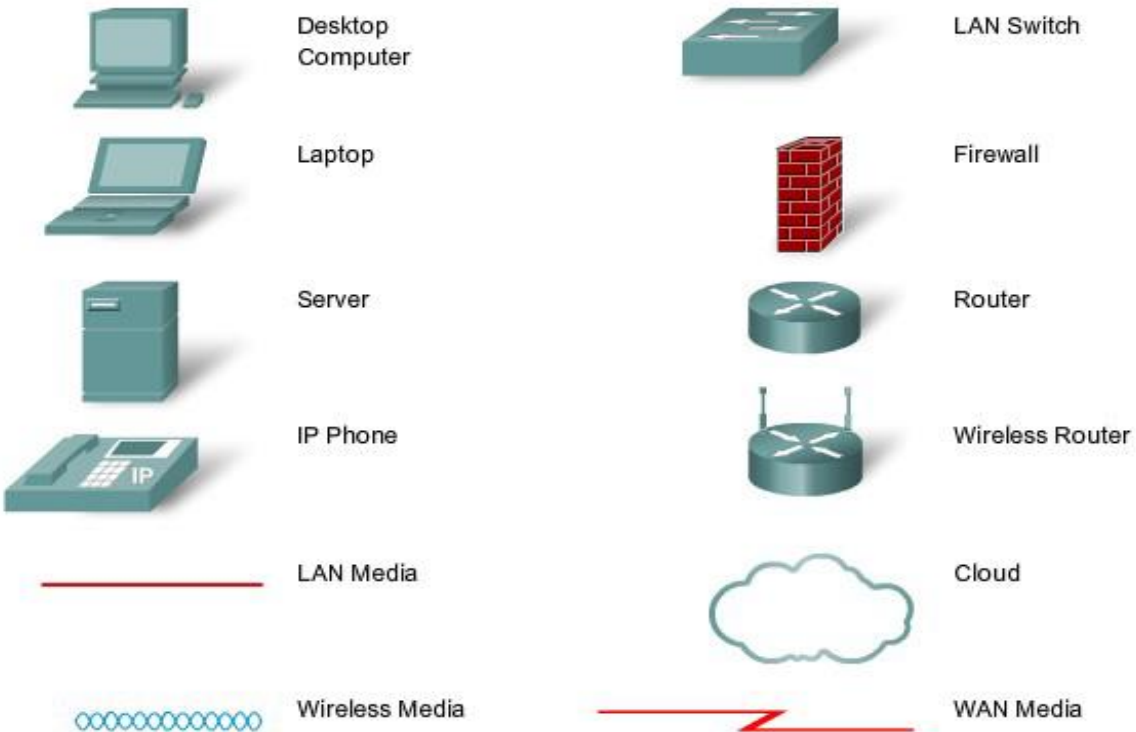 Desktop
Computer
LAN Switch
Laptop
Firewall
Server
Router
IP Phone
IP
Wireless Router
LAN Media
Cloud
Wireless Media
WAN Media